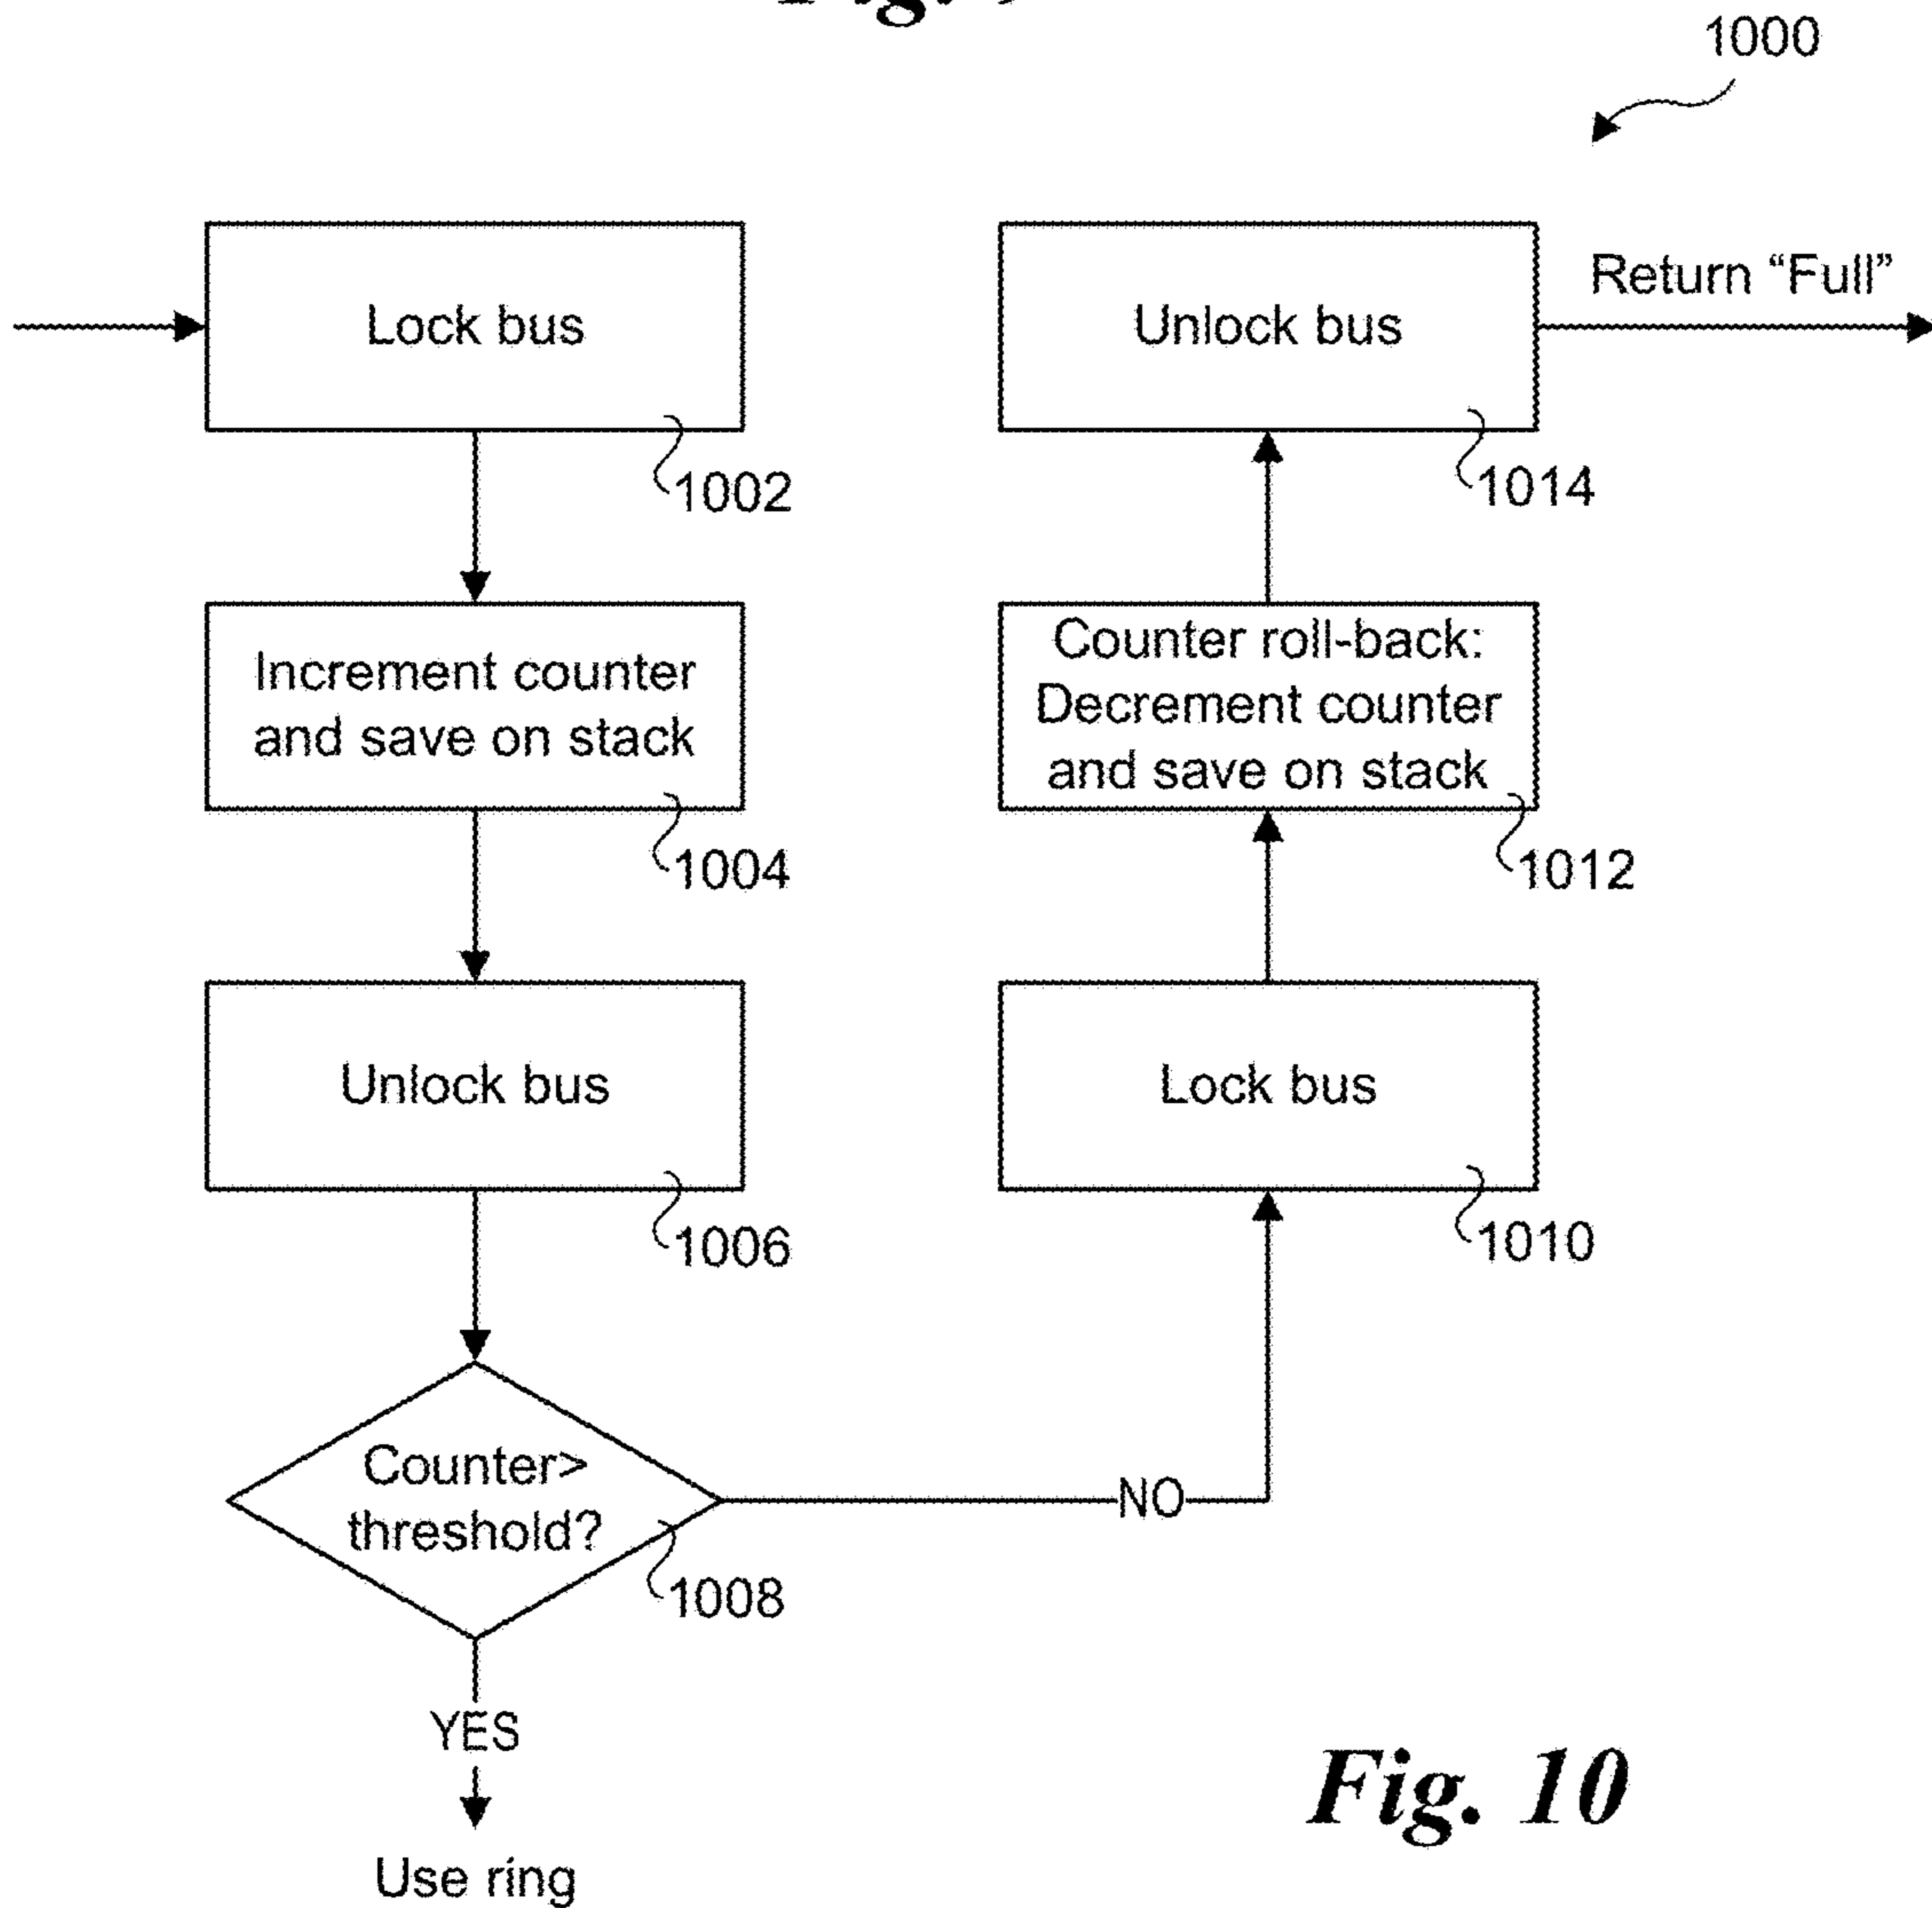 1000
Lock bus
1002
Increment counter
and save on stack
1004
Unlock bus
1006
Counter>
threshold?
1008
YES
Use ring
NO
Lock bus
1010
Counter roll-back:
Decrement counter
and save on stack
1012
Unlock bus
1014
Return “Full”
Fig. 10